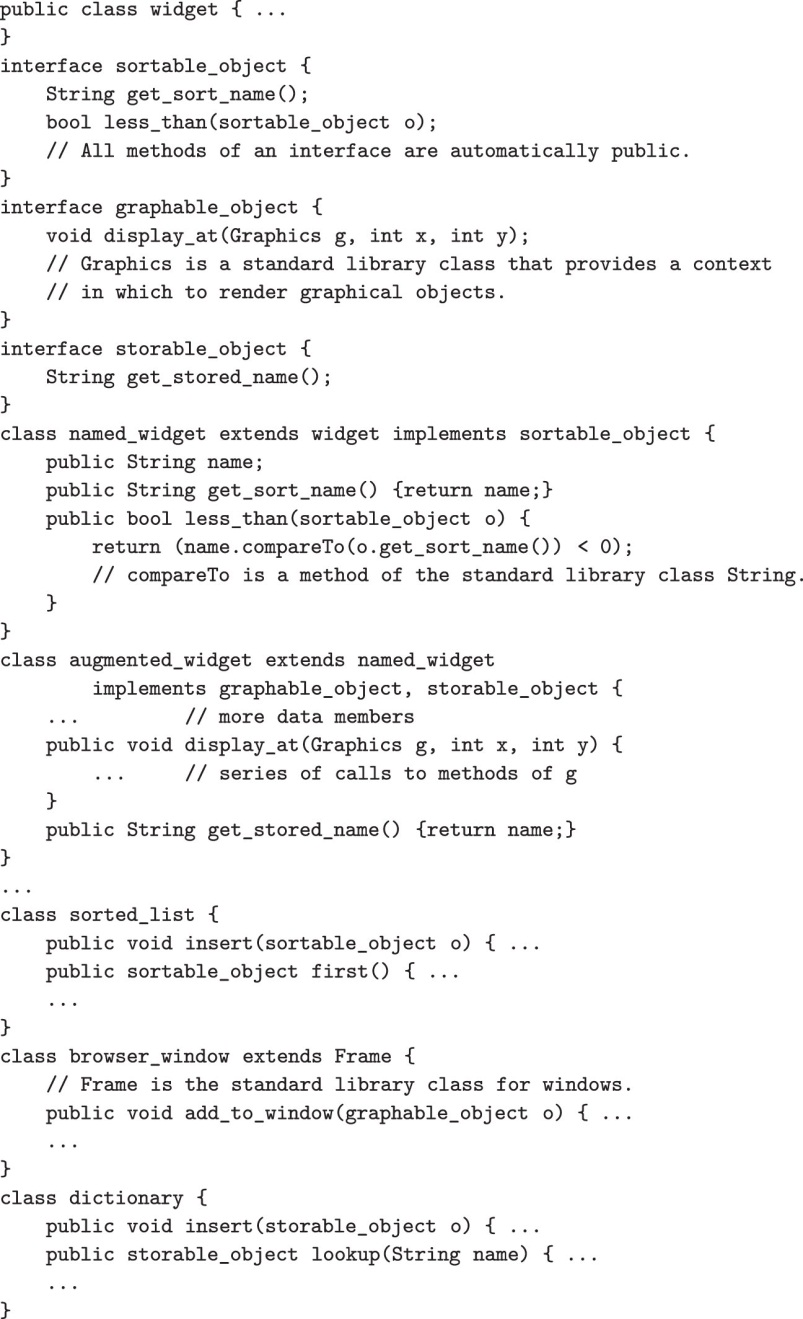 public class widget { ...
}
interface sortable_object {
    String get_sort_name();
    bool less_than(sortable_object o);
    // All methods of an interface are automatically public.
}
interface graphable_object {
    void display_at(Graphics g, int x, int y);
    // Graphics is a standard library class that provides a context
    // in which to render graphical objects.
}
interface storable_object {
    String get_stored_name();
}
class named_widget extends widget implements sortable_object {
    public String name;
    public String get_sort_name() {return name;}
    public bool less_than(sortable_object o) {
        return (name.compareTo(o.get_sort_name()) < 0);
        // compareTo is a method of the standard library class String.
    }
}
class augmented_widget extends named_widget
        implements graphable_object, storable_object {
    ...         // more data members
    public void display_at(Graphics g, int x, int y) {
        ...     // series of calls to methods of g
    }
    public String get_stored_name() {return name;}
}
...
class sorted_list {
    public void insert(sortable_object o) { ...
    public sortable_object first() { ...
    ...
}
class browser_window extends Frame {
    // Frame is the standard library class for windows.
    public void add_to_window(graphable_object o) { ...
    ...
}
class dictionary {
    public void insert(storable_object o) { ...
    public storable_object lookup(String name) { ...
    ...
}